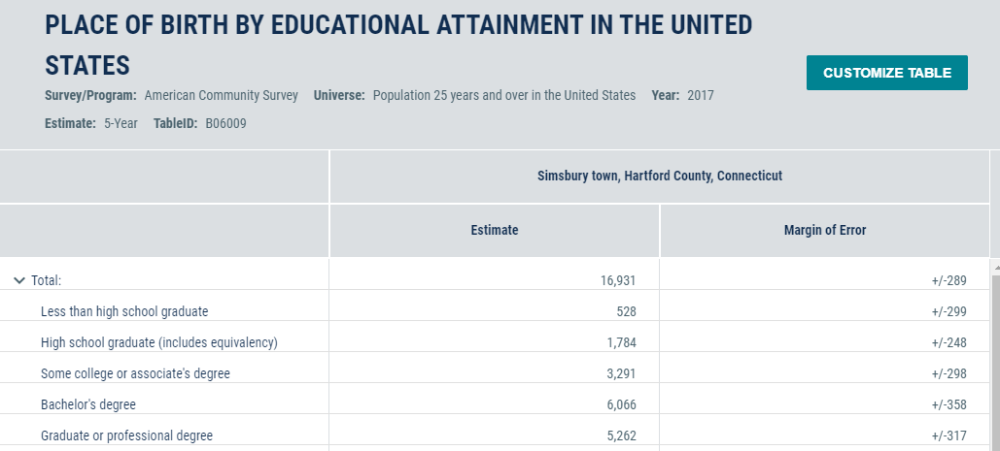 PLACE OF BIRTH BY EDUCATIONAL ATTAINMENT IN THE UNITED
STATES
CUSTOMIZE TABLE
Survey/Program: American Community Survey Universe: Population 25 years and over in the United States Year: 2017
Estimate: 5-Year TableID: B06009
Simsbury town, Hartford County, Connecticut
Estimate Margin of Error
Total: 16,931 +/-289
Less than high school graduate 528 +/-299
High school graduate (includes equivalency) 1,784 +/-248
Some college or associate's degree 3,291 +/-298
Bachelor's degree 6,066 +/-358
Graduate or professional degree 5,262 +/-317